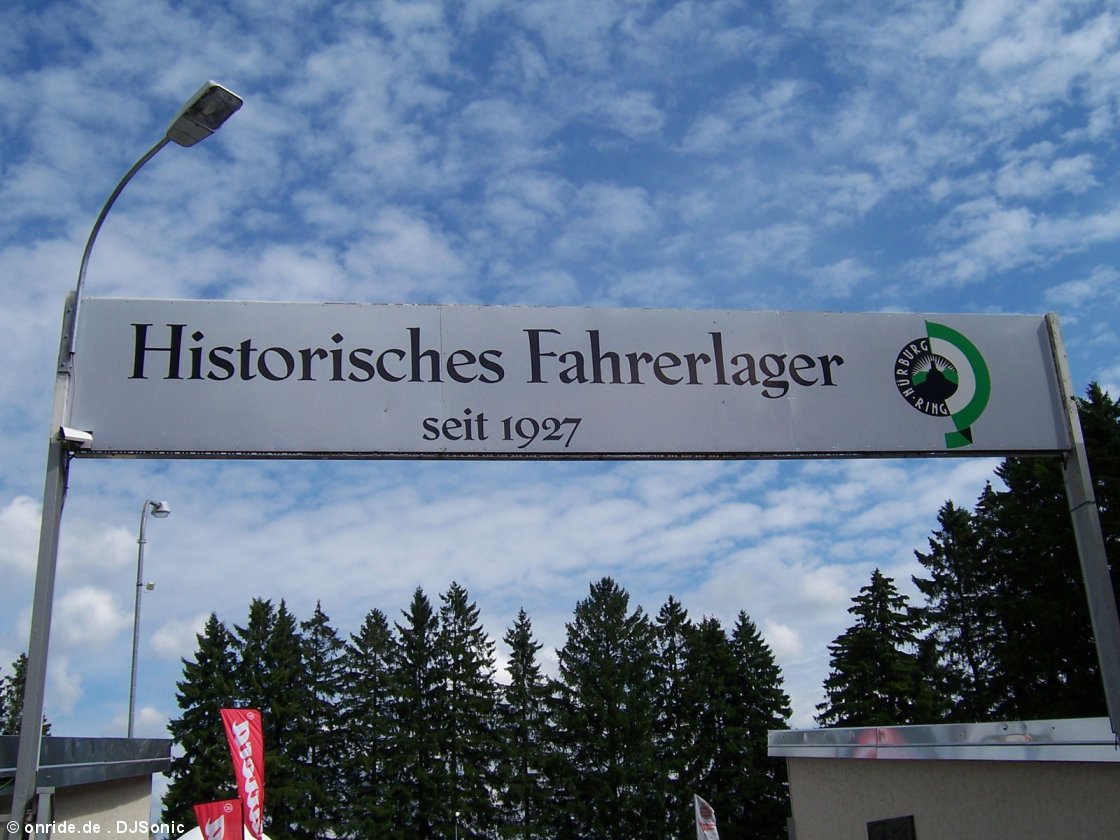 Historisches Fahrerlager
seit 1927
NÜRBURG-RING
© onride.de . DJSonic